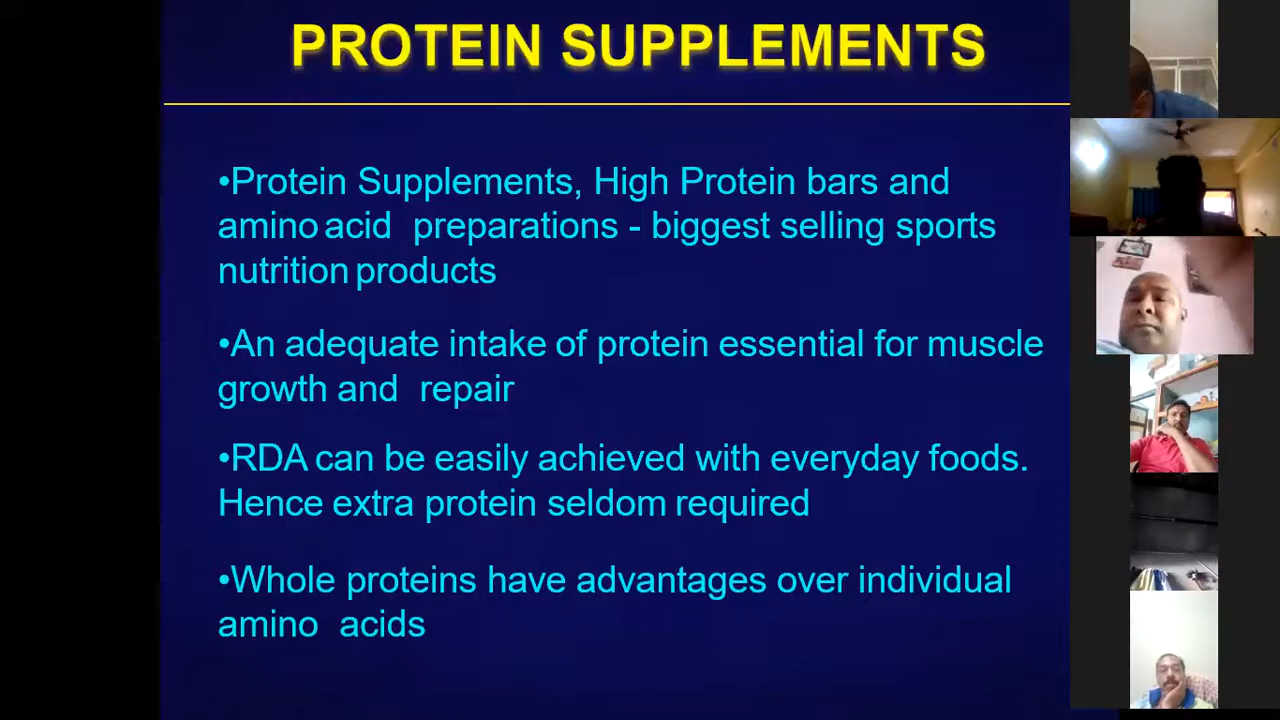 PROTEIN SUPPLEMENTS
•Protein Supplements, High Protein bars and
amino acid preparations - biggest selling sports
nutrition products
•An adequate intake of protein essential for muscle
growth and repair
•RDA can be easily achieved with everyday foods.
Hence extra protein seldom required
•Whole proteins have advantages over individual
amino acids